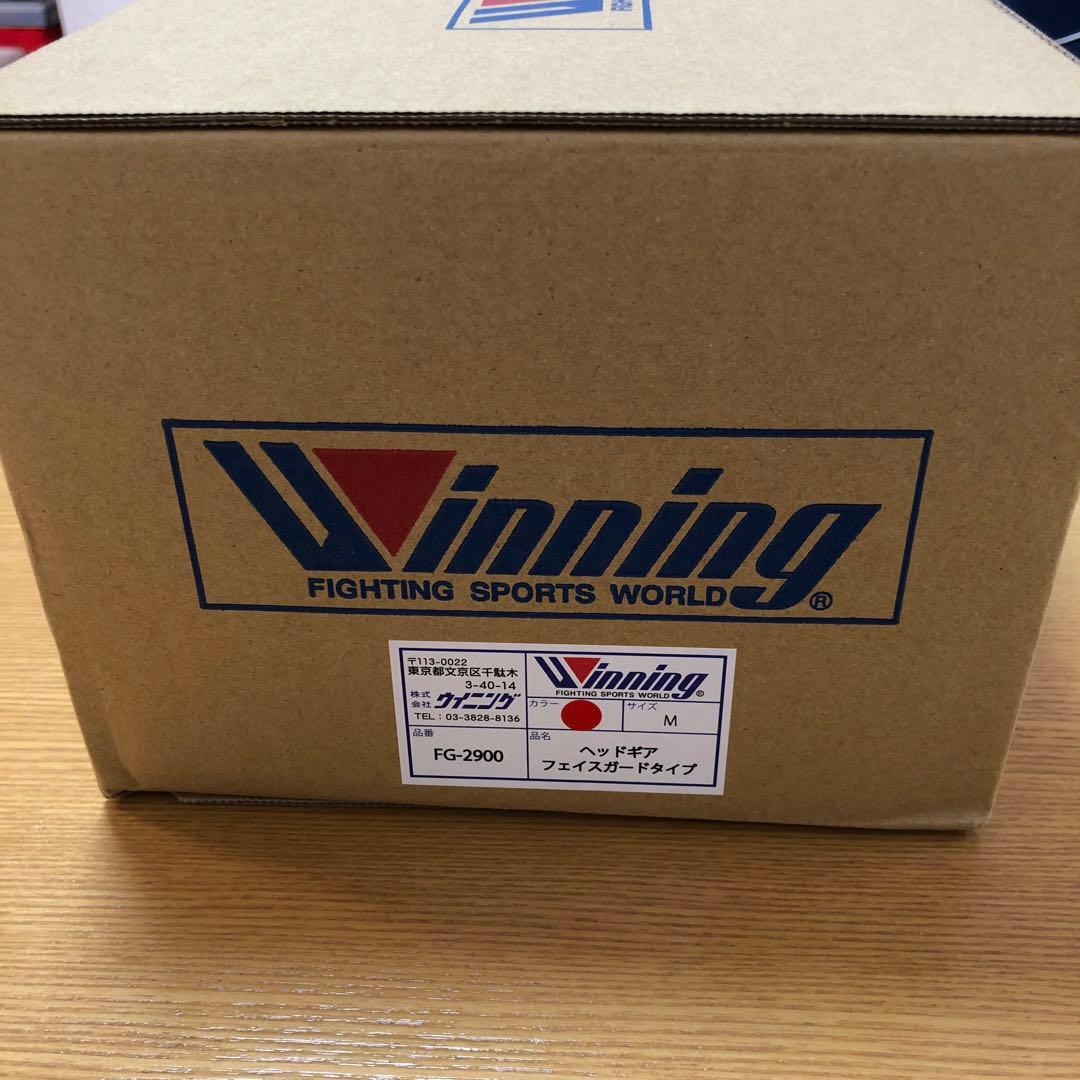 Winning
FIGHTING SPORTS
Winning
FIGHTING SPORTS WORLD®
〒113-0022
東京都文京区千駄木
3-40-14
株式会社 ウイニング
TEL：03-3828-8136
Winning
FIGHTING SPORTS WORLD®
カラー
サイズ
M
品番
FG-2900
品名
ヘッドギア
フェイスガードタイプ